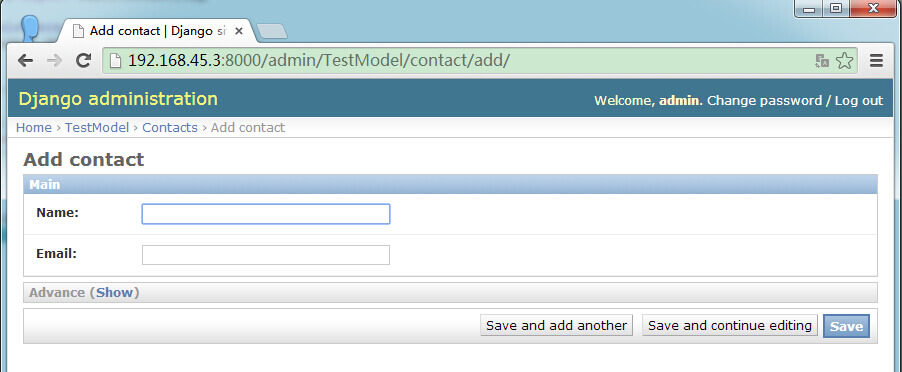 Add contact | Django si
192.168.45.3:8000/admin/TestModel/contact/add/
Django administration
Welcome, admin. Change password / Log out
Home › TestModel › Contacts › Add contact
Add contact
Main
Name:
Email:
Advance (Show)
Save and add another
Save and continue editing
Save